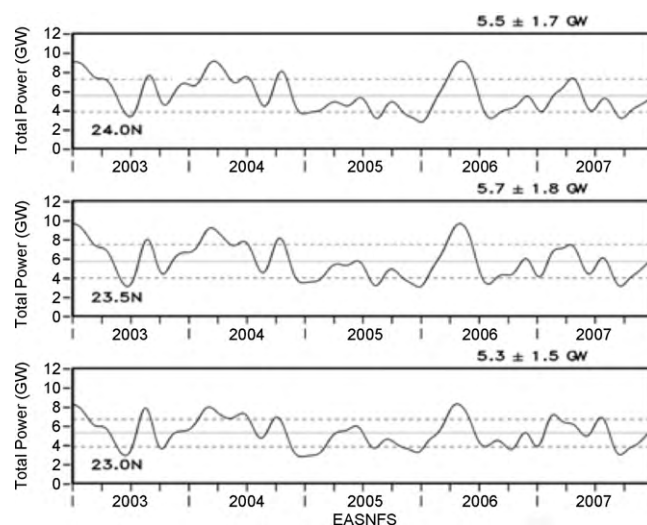 5.5 ± 1.7 GW
Total Power (GW)
12
10
8
6
4
2
0
24.0N
2003 2004 2005 2006 2007
5.7 ± 1.8 GW
Total Power (GW)
12
10
8
6
4
2
0
23.5N
2003 2004 2005 2006 2007
5.3 ± 1.5 GW
Total Power (GW)
12
10
8
6
4
2
0
23.0N
2003 2004 2005 2006 2007
EASNFS